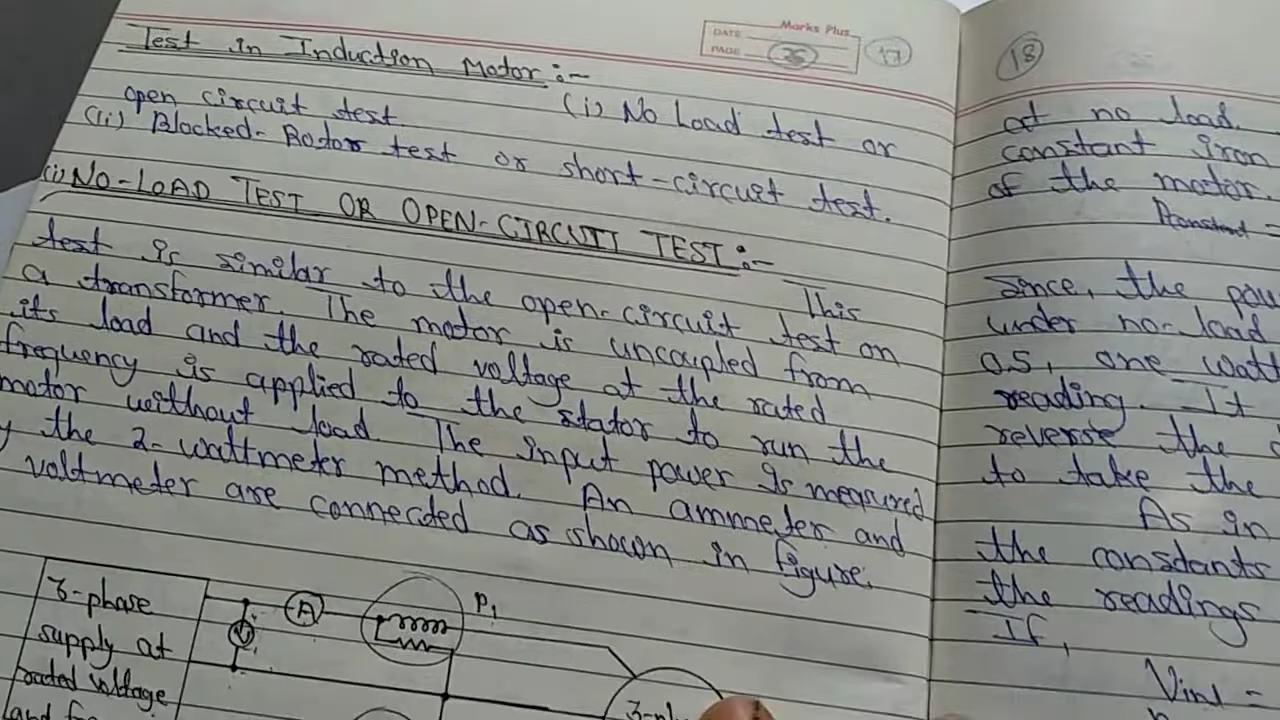 Marks Plus
DATE
PAGE
17
Test in Induction Motor :-
(i) No Load test or
open circuit test
(ii) Blocked-Rotor test or short-circuit test.
(i) NO-LOAD TEST OR OPEN-CIRCUIT TEST :-
This
test is similar to the open-circuit test on
a transformer. The motor is uncoupled from
its load and the rated voltage at the rated
frequency is applied to the stator to run the
motor without load. The input power is measured
y the 2-wattmeter method. An ammeter and
voltmeter are connected as shown in figure.
3-phase
supply at
rated voltage
and
V
A
P1
18
at no load.
constant iron
of the motor.
Pconstant =
Since, the pow
under no-load
0.5, one watt
reading. It
reverse the
to take the
As in
the constants
the readings
If,
Vinl =